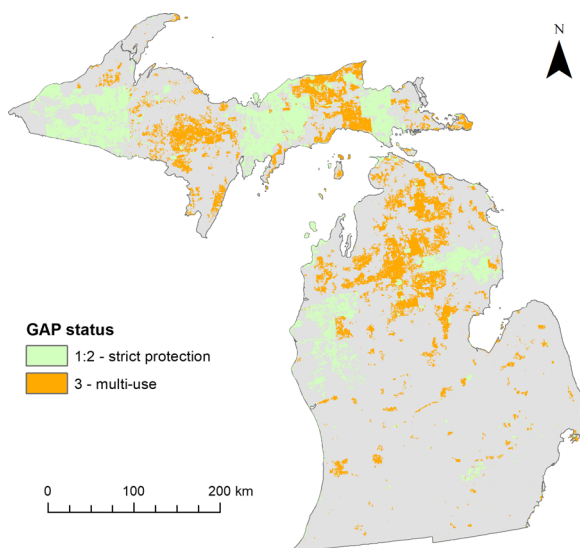 N
GAP status
1:2 - strict protection
3 - multi-use
0 100 200 km